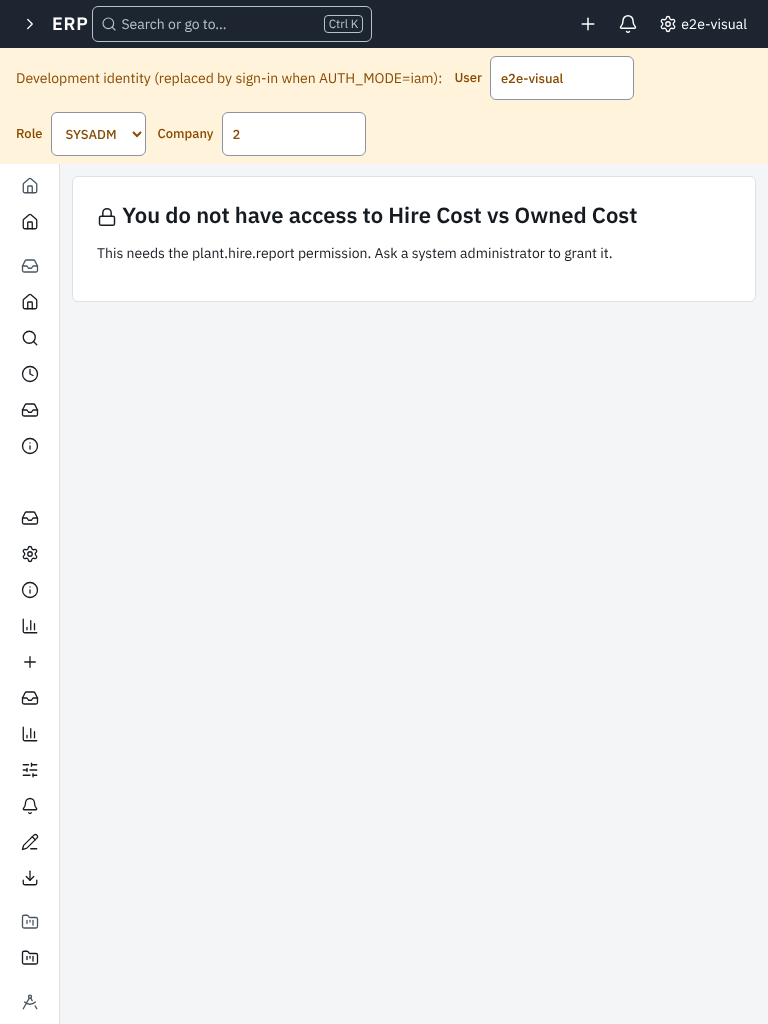 ERP Search or go to... Ctrl K e2e-visual
Development identity (replaced by sign-in when AUTH_MODE=iam): User e2e-visual
Role SYSADM Company 2
You do not have access to Hire Cost vs Owned Cost
This needs the plant.hire.report permission. Ask a system administrator to grant it.